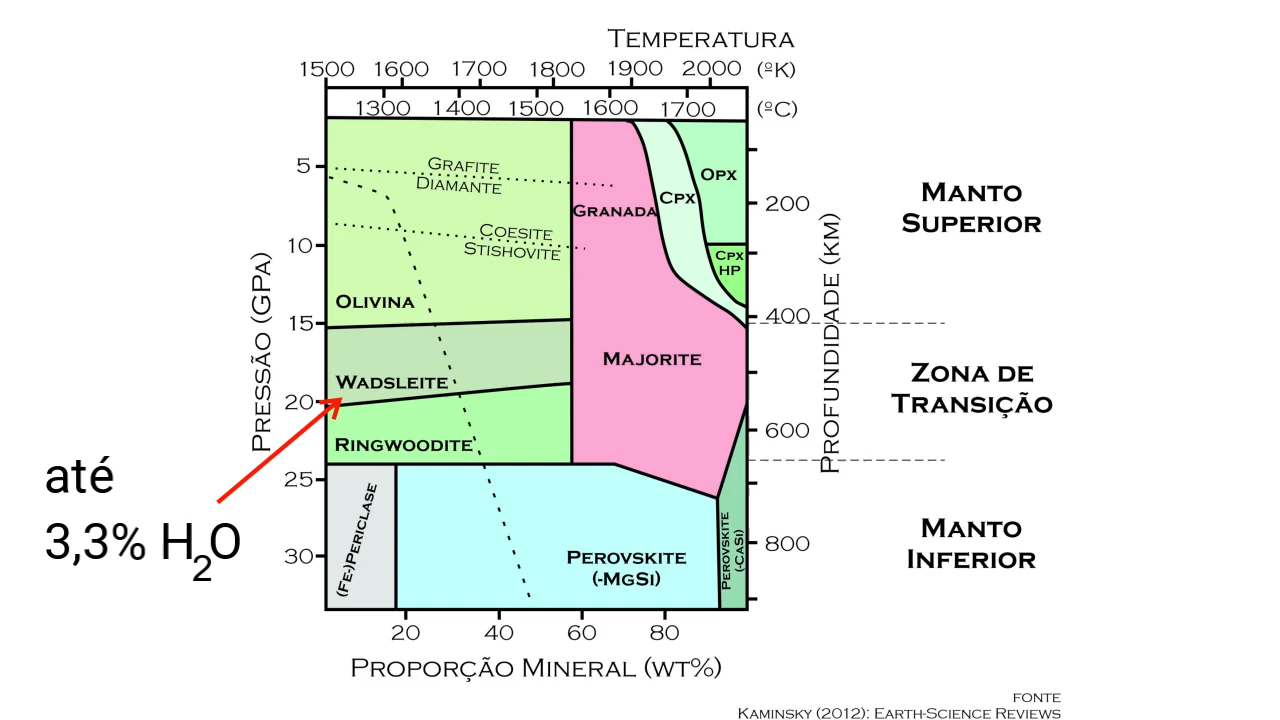 TEMPERATURA
1500 1600 1700 1800 1900 2000 (ºK)
1300 1400 1500 1600 1700 (ºC)
PRESSÃO (GPA)
5
10
15
20
25
30
GRAFITE
DIAMANTE
COESITE
STISHOVITE
OLIVINA
WADSLEITE
RINGWOODITE
GRANADA
CPX
OPX
CPX
HP
MAJORITE
(FE-)PERICLASE
PEROVSKITE
(-MGSI)
PEROVSKITE
(-CASI)
200
400
600
800
PROFUNDIDADE (KM)
MANTO
SUPERIOR
ZONA DE
TRANSIÇÃO
MANTO
INFERIOR
até
3,3% H2O
20 40 60 80
PROPORÇÃO MINERAL (WT%)
FONTE
KAMINSKY (2012): EARTH-SCIENCE REVIEWS